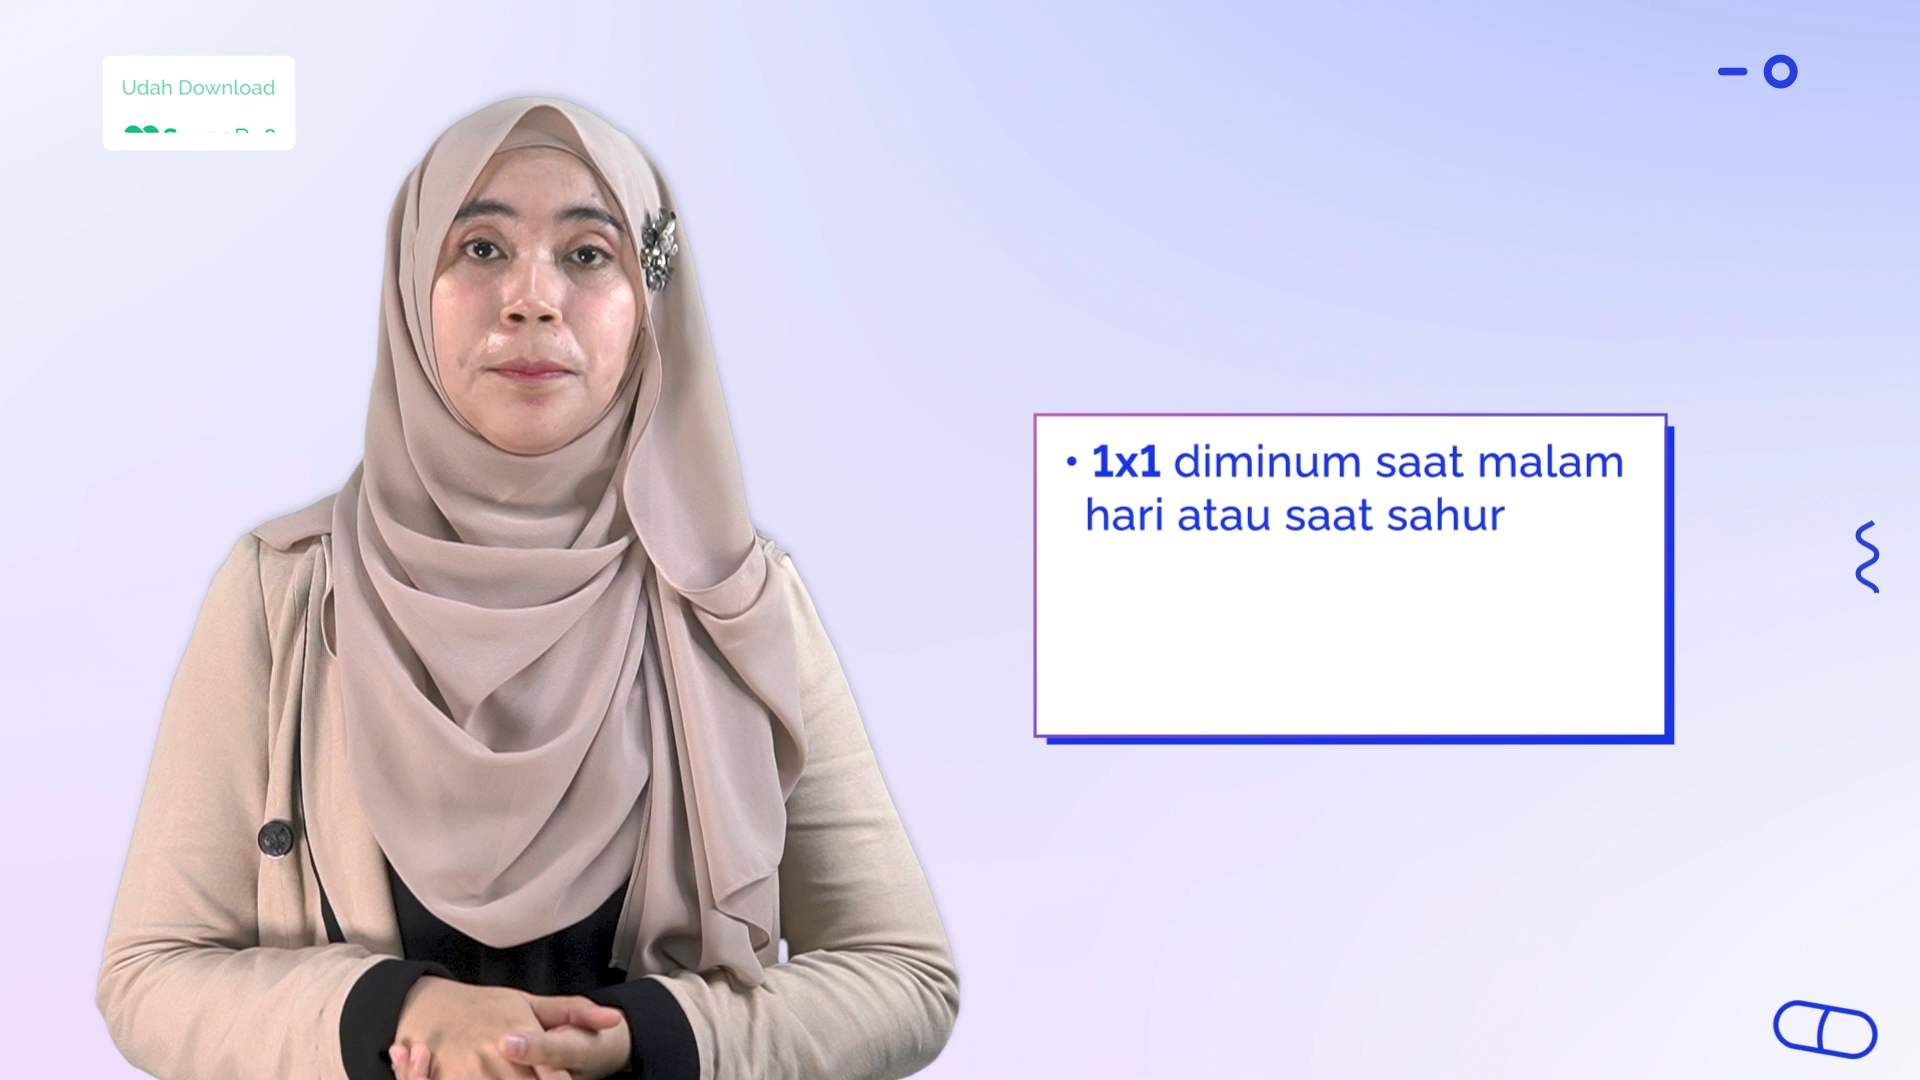 Udah Download
• 1x1 diminum saat malam
hari atau saat sahur